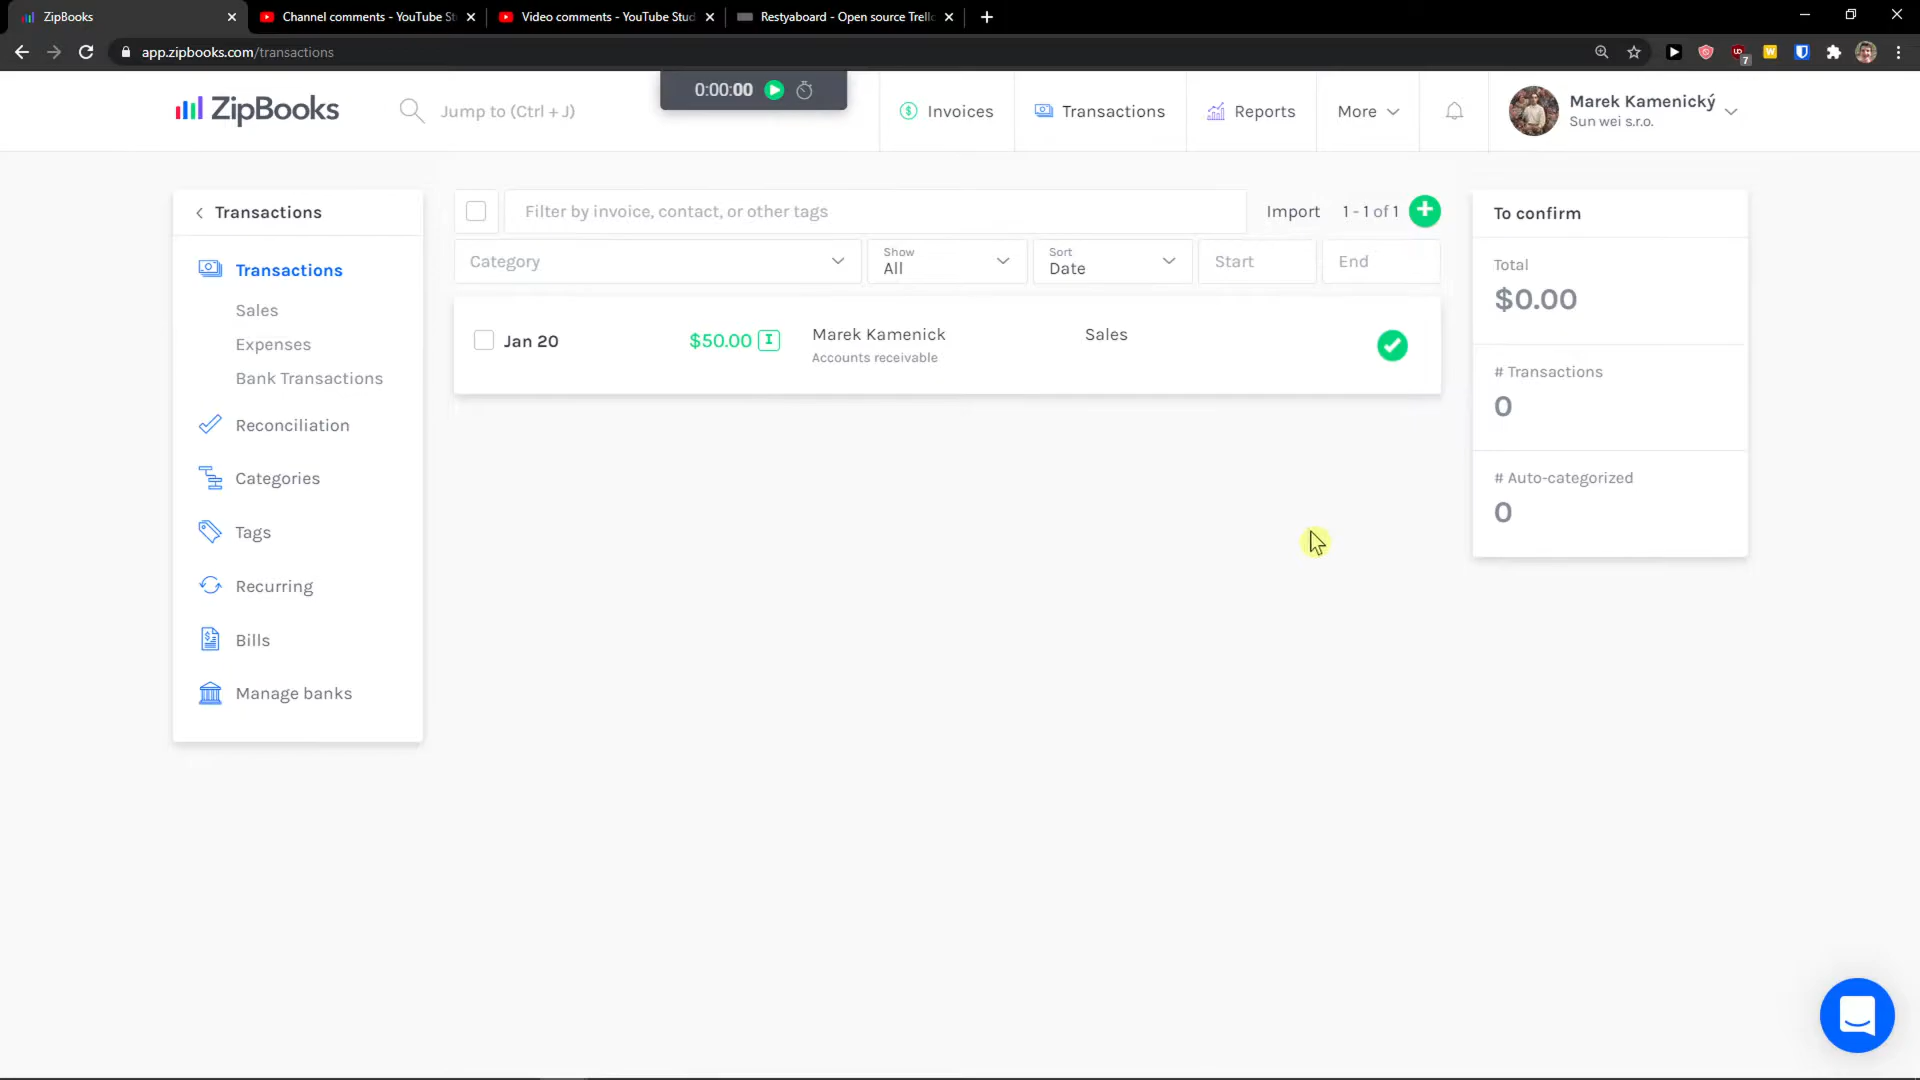 ZipBooks
Channel comments - YouTube St
Video comments - YouTube Stud
Restyaboard - Open source Trello
app.zipbooks.com/transactions
7
ZipBooks
Jump to (Ctrl + J)
0:00:00
Invoices
Transactions
Reports
More
Marek Kamenický
Sun wei s.r.o.
Transactions
Transactions
Sales
Expenses
Bank Transactions
Reconciliation
Categories
Tags
Recurring
Bills
Manage banks
Filter by invoice, contact, or other tags
Import
1 - 1 of 1
Category
Show
All
Sort
Date
Start
End
Jan 20
$50.00
I
Marek Kamenick
Accounts receivable
Sales
To confirm
Total
$0.00
# Transactions
0
# Auto-categorized
0